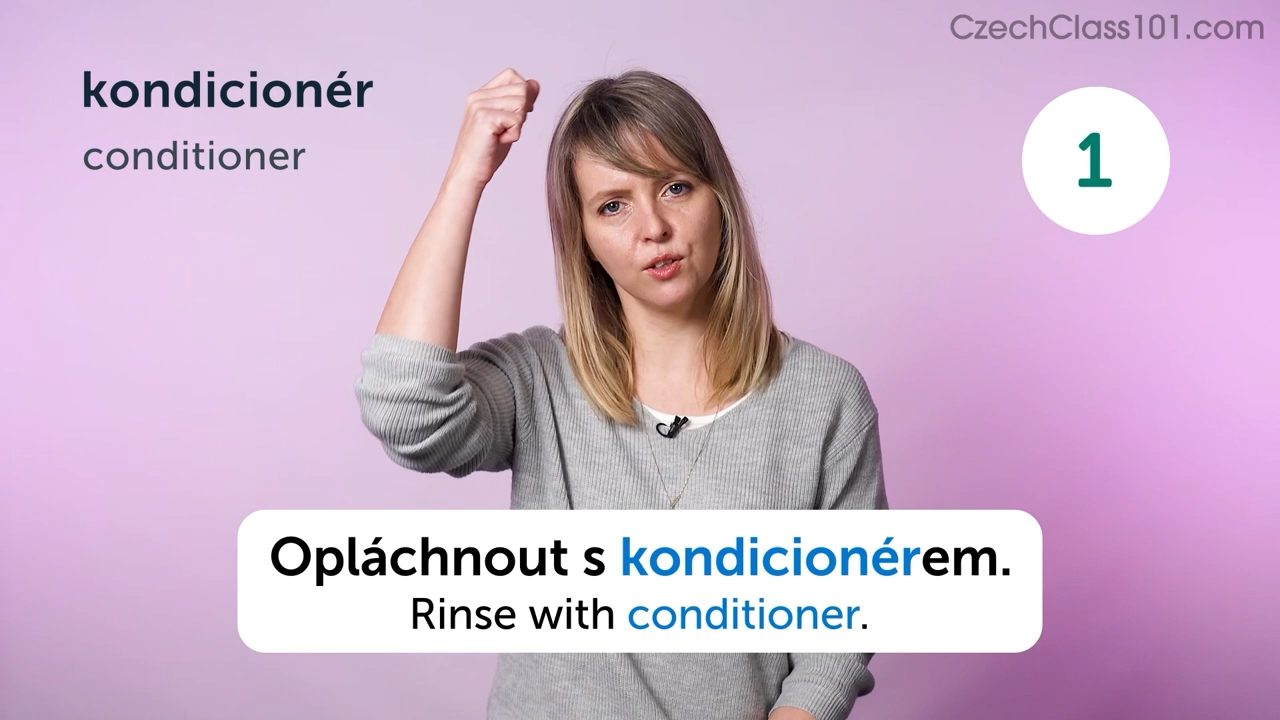 CzechClass101.com
kondicionér
conditioner
1
Opláchnout s kondicionérem.
Rinse with conditioner.